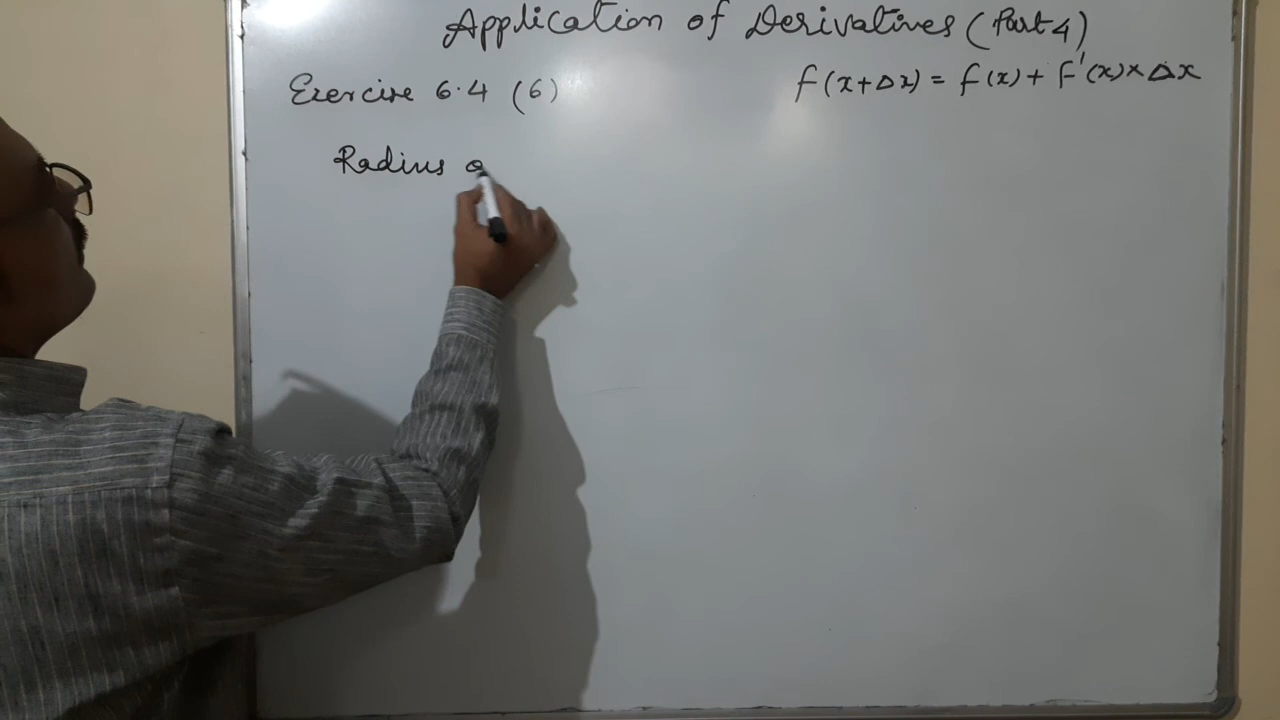 Application of Derivatives (Part 4)
Exercise 6.4 (6)
f(x+Δx) = f(x) + f'(x) × Δx
Radius o